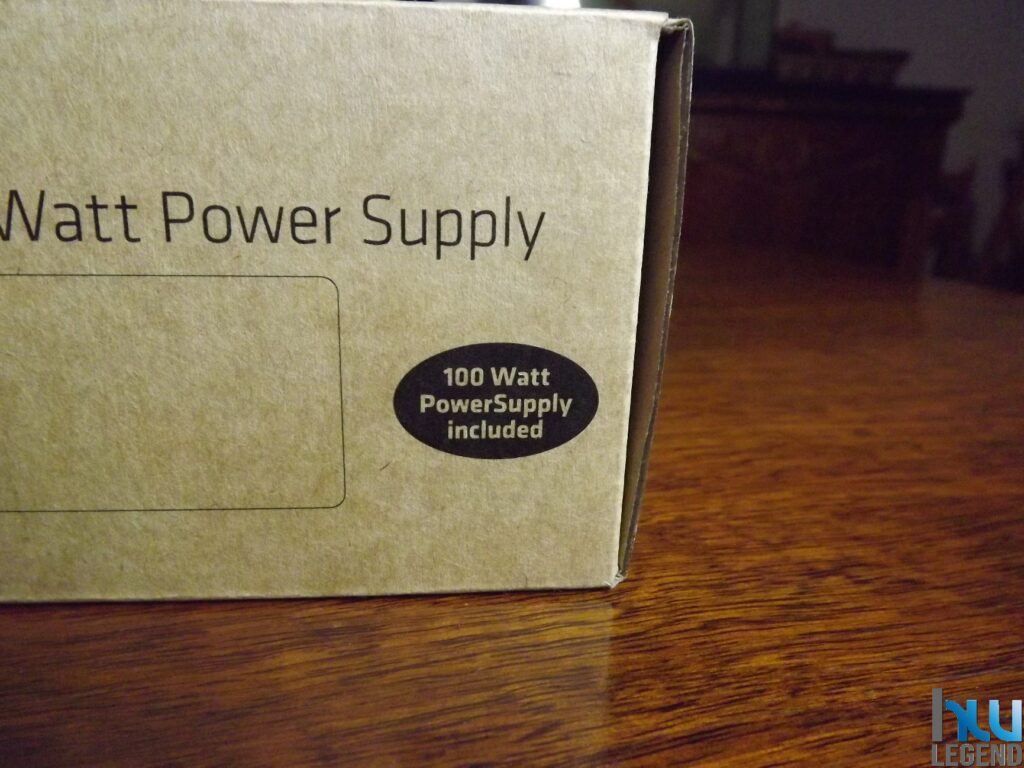 Watt Power Supply
100 Watt
PowerSupply
included
LEGEND